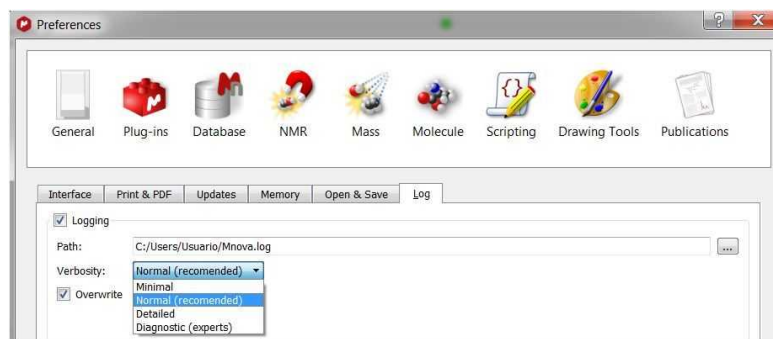 Preferences
General Plug-ins Database NMR Mass Molecule Scripting Drawing Tools Publications
Interface Print & PDF Updates Memory Open & Save Log
Logging
Path: C:/Users/Usuario/Mnova.log ...
Verbosity: Normal (recomended)
Minimal
Overwrite Normal (recomended)
Detailed
Diagnostic (experts)